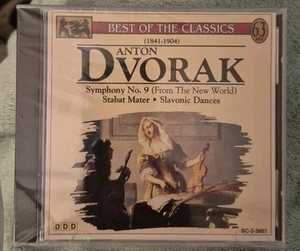 BEST OF THE CLASSICS
63
(1841-1904)
ANTON
DVORAK
Symphony No. 9 (From The New World)
Stabat Mater • Slavonic Dances
DDD
BC-2-3667